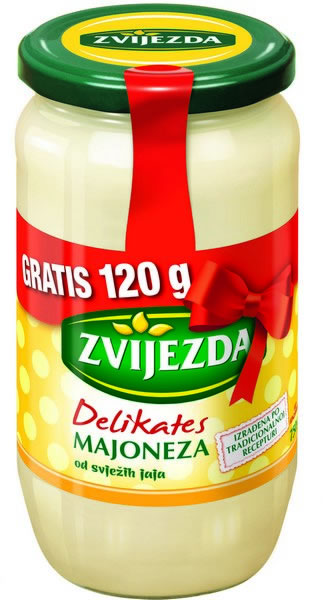 ZVIJEZDA
GRATIS 120 g
ZVIJEZDA
Delikates
MAJONEZA
od svježih jaja
IZRAĐENA PO
TRADICIONALNOJ
RECEPTURI